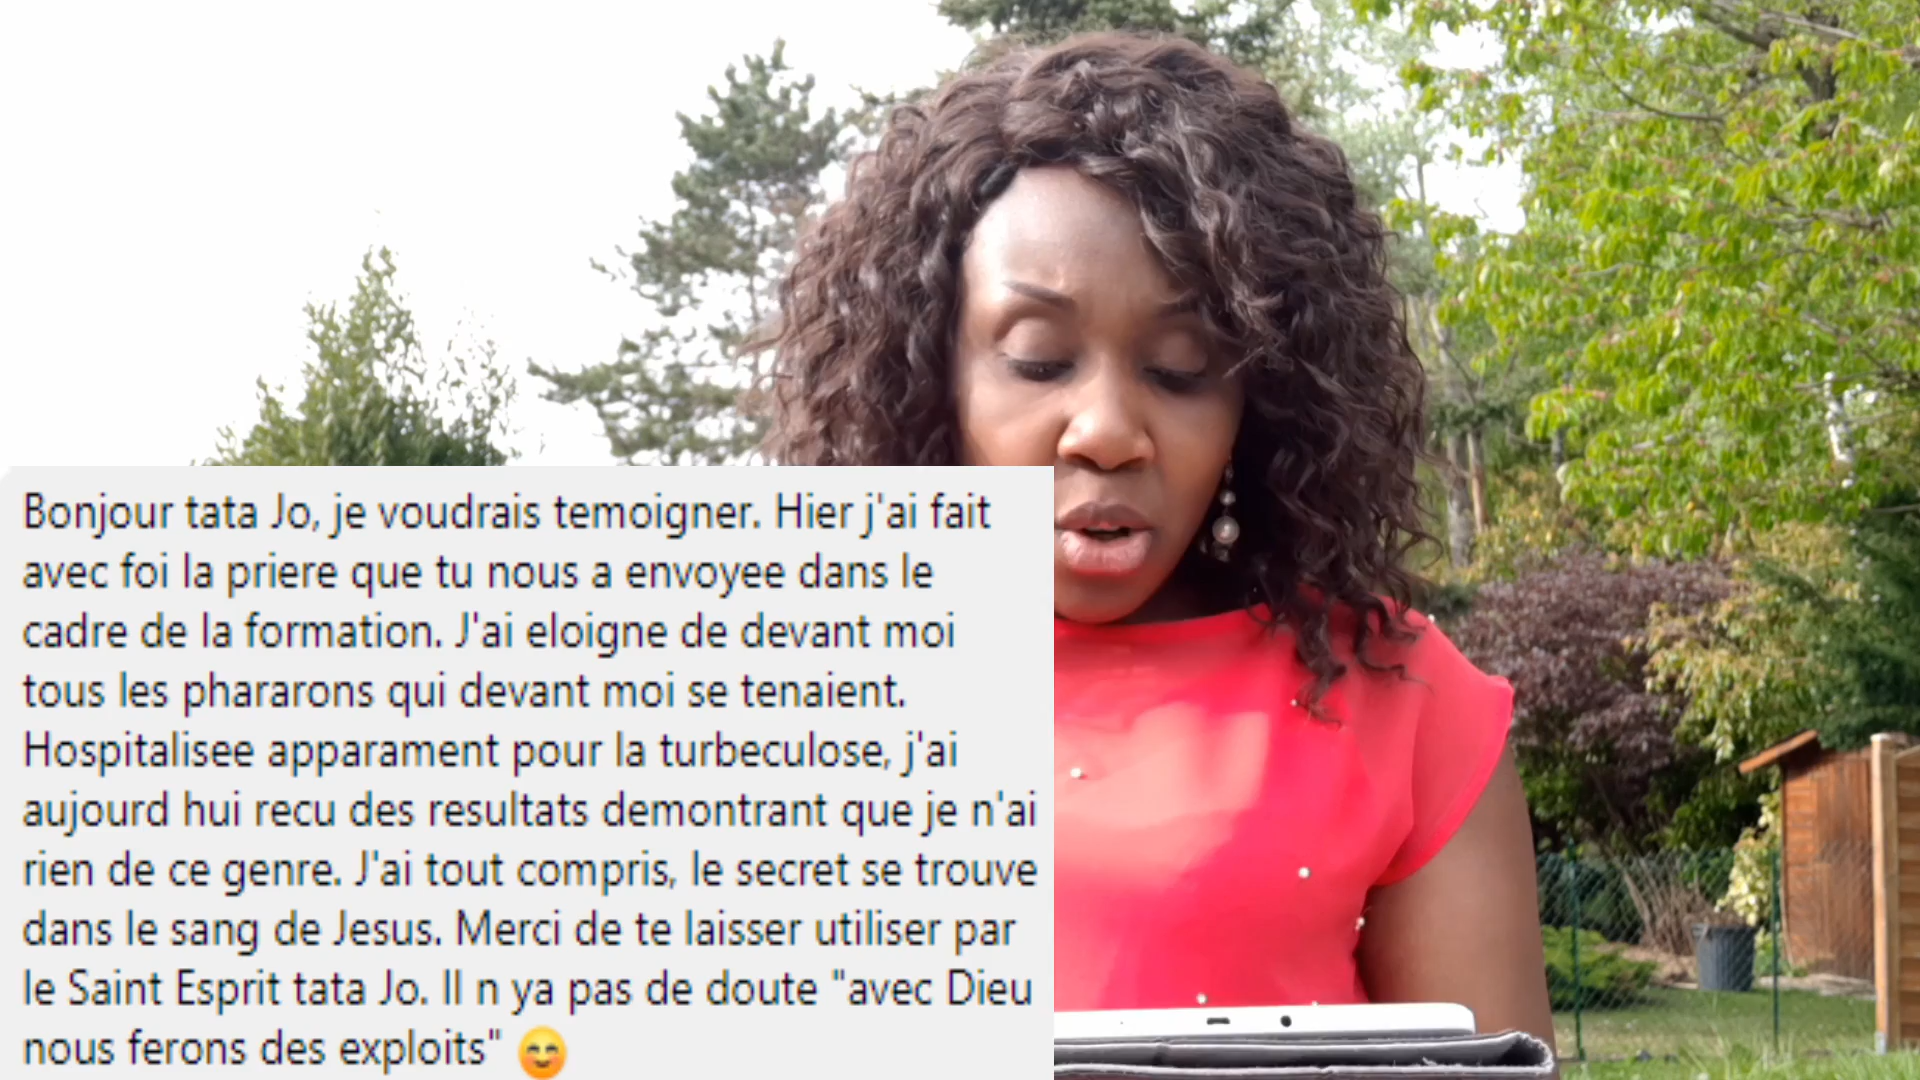 Bonjour tata Jo, je voudrais temoigner. Hier j'ai fait
avec foi la priere que tu nous a envoyee dans le
cadre de la formation. J'ai eloigne de devant moi
tous les phararons qui devant moi se tenaient.
Hospitalisee apparament pour la turbeculose, j'ai
aujourd hui recu des resultats demontrant que je n'ai
rien de ce genre. J'ai tout compris, le secret se trouve
dans le sang de Jesus. Merci de te laisser utiliser par
le Saint Esprit tata Jo. Il n ya pas de doute "avec Dieu
nous ferons des exploits" 😊